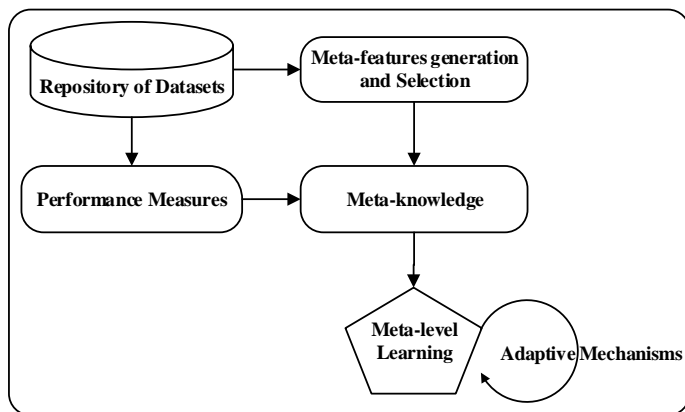 Repository of Datasets
Meta-features generation
and Selection
Performance Measures
Meta-knowledge
Meta-level
Learning
Adaptive Mechanisms